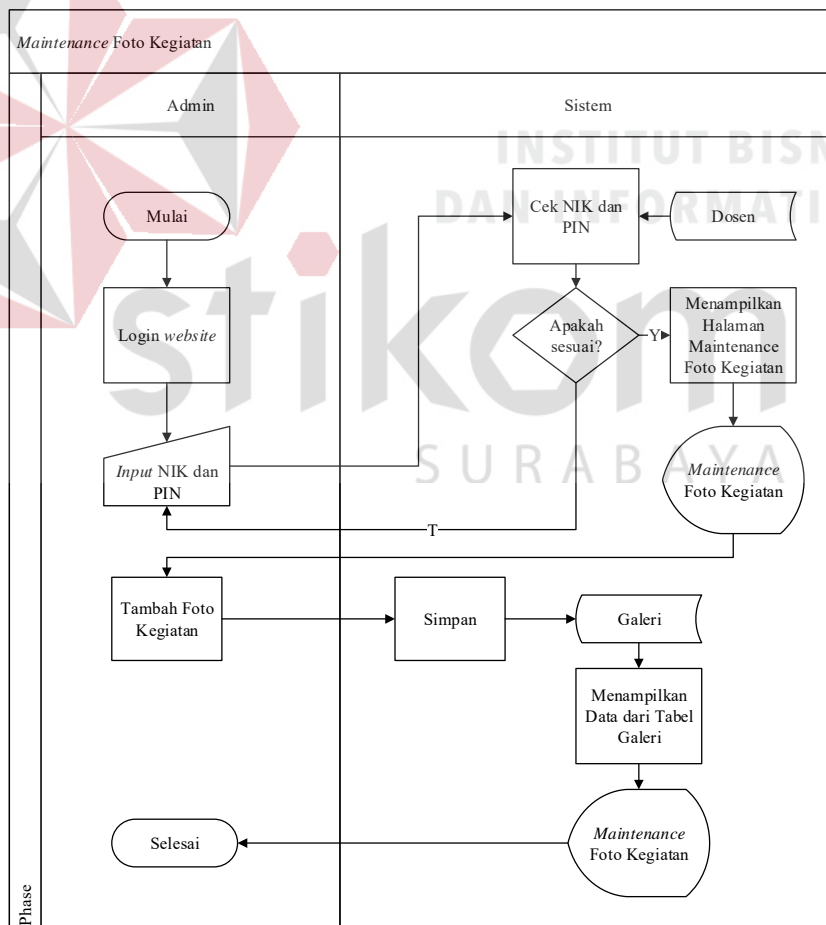 Maintenance Foto Kegiatan
Admin
Sistem
INSTITUT BISN
DAN INFORMATI
Mulai
Cek NIK dan
PIN
Dosen
stikom
SURABAYA
Login website
Apakah
sesuai?
Y
Menampilkan
Halaman
Maintenance
Foto Kegiatan
Input NIK dan
PIN
Maintenance
Foto Kegiatan
T
Tambah Foto
Kegiatan
Simpan
Galeri
Menampilkan
Data dari Tabel
Galeri
Maintenance
Foto Kegiatan
Selesai
Phase